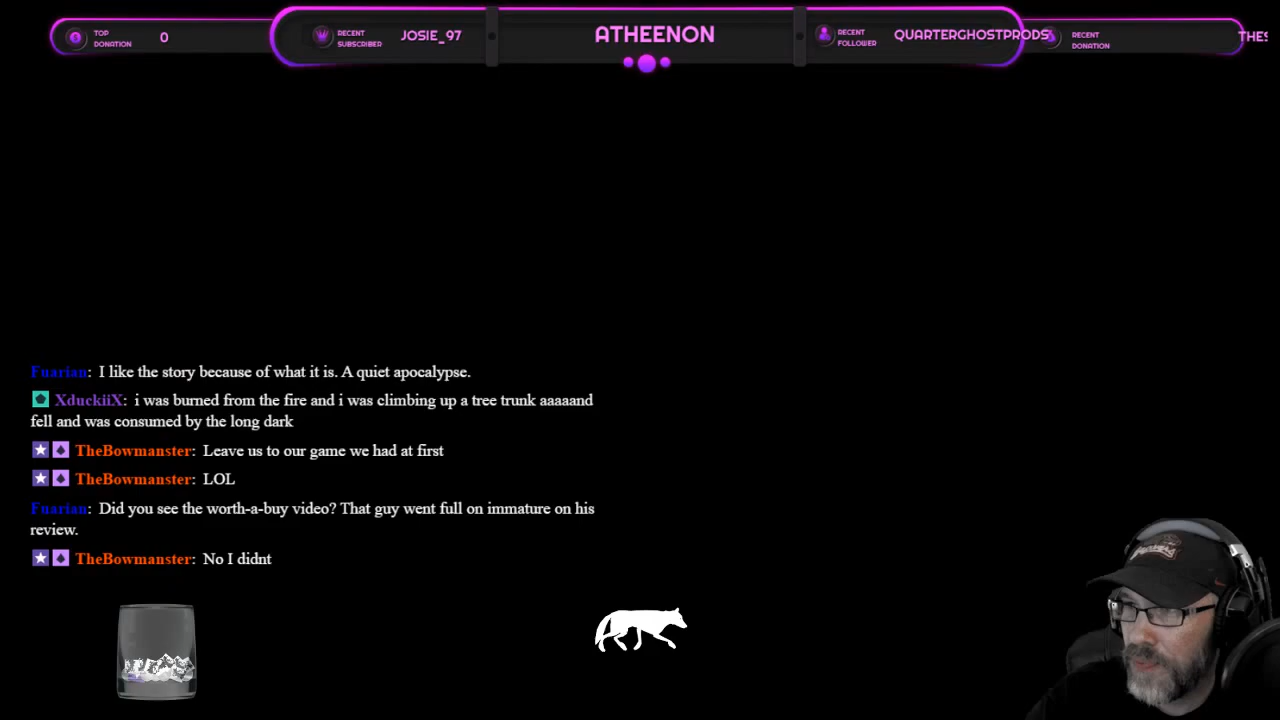 TOP DONATION 0
RECENT SUBSCRIBER JOSIE_97
ATHEENON
RECENT FOLLOWER QUARTERGHOSTPRODS
RECENT DONATION THES
Fuarian: I like the story because of what it is. A quiet apocalypse.
XduckiiX: i was burned from the fire and i was climbing up a tree trunk aaaaand
fell and was consumed by the long dark
TheBowmanster: Leave us to our game we had at first
TheBowmanster: LOL
Fuarian: Did you see the worth-a-buy video? That guy went full on immature on his
review.
TheBowmanster: No I didnt